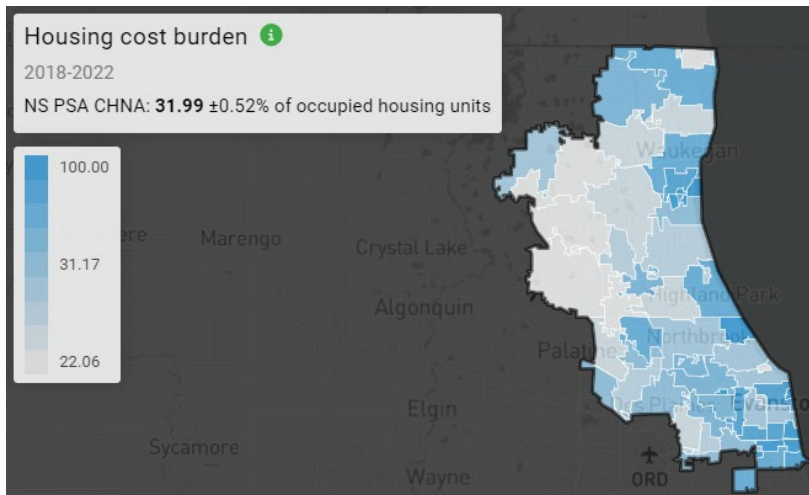 Housing cost burden i
2018-2022
NS PSA CHNA: 31.99 ±0.52% of occupied housing units
100.00
31.17
22.06
Waukegan
Marengo
Crystal Lake
Algonquin
Highland Park
Northbrook
Palatine
Des Plaines
Evanston
Elgin
Sycamore
Wayne
ORD